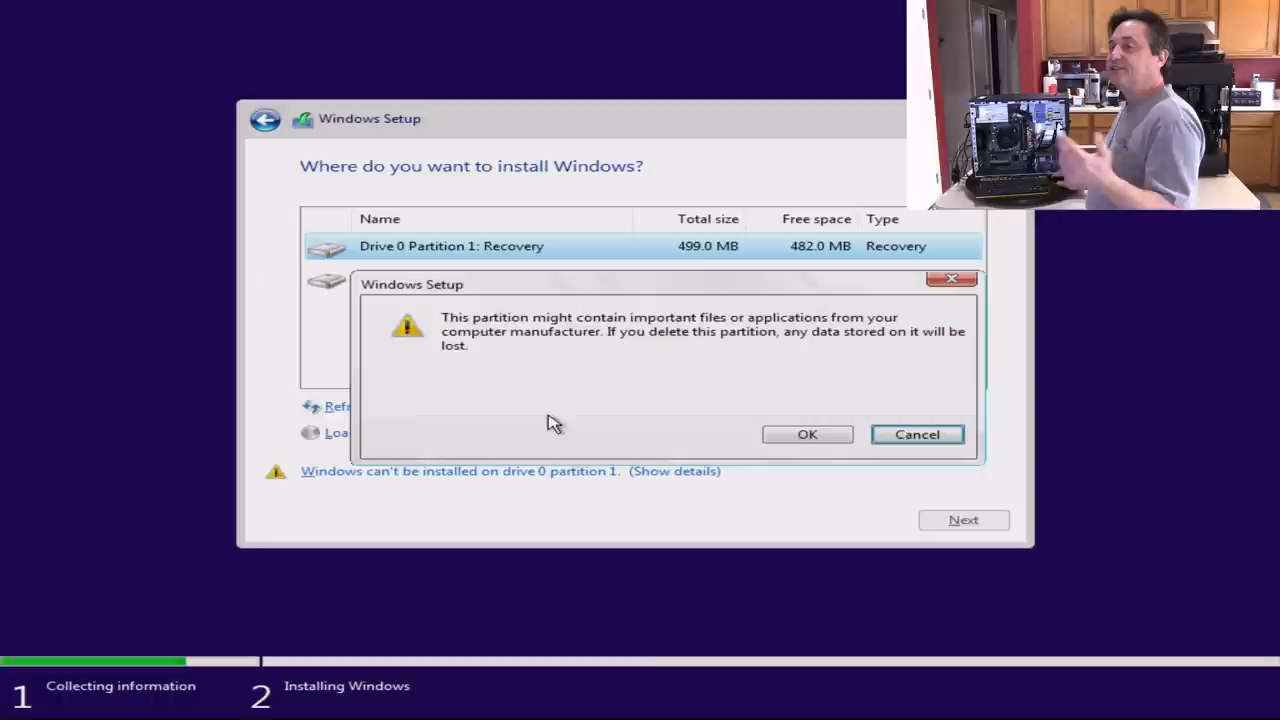 Windows Setup
Where do you want to install Windows?
Name Total size Free space Type
Drive 0 Partition 1: Recovery 499.0 MB 482.0 MB Recovery
Windows Setup
This partition might contain important files or applications from your
computer manufacturer. If you delete this partition, any data stored on it will be
lost.
OK Cancel
Windows can't be installed on drive 0 partition 1. (Show details)
Next
1 Collecting information 2 Installing Windows